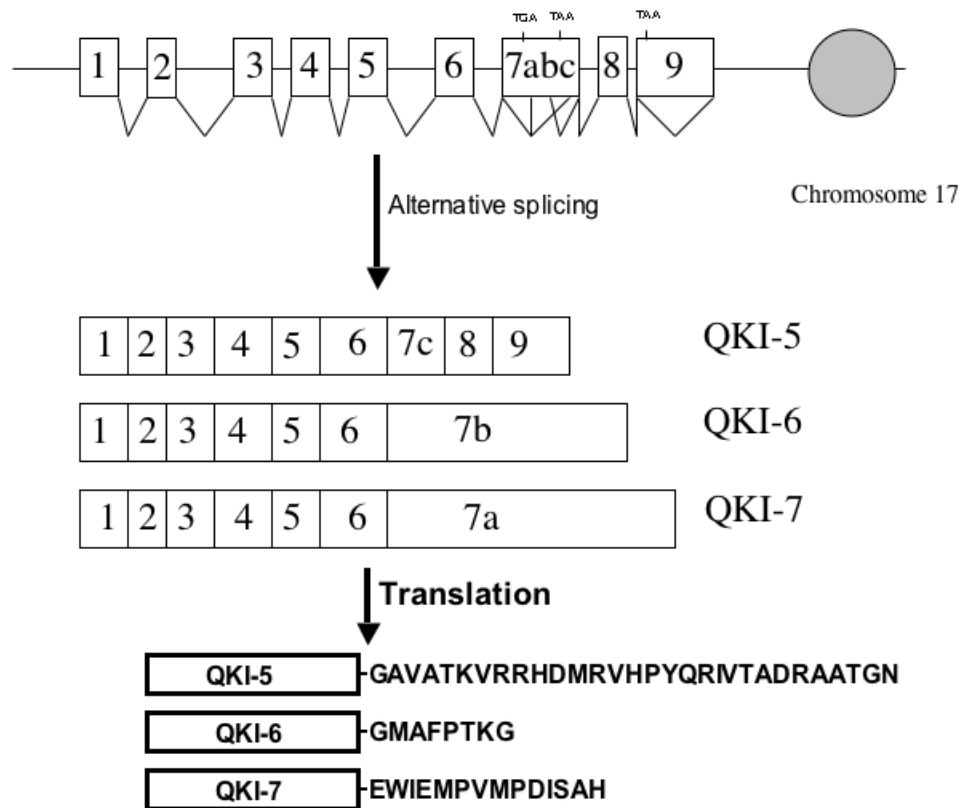 TGA TAA TAA
1 2 3 4 5 6 7abc 8 9
Alternative splicing
Chromosome 17
1 2 3 4 5 6 7c 8 9 QKI-5
1 2 3 4 5 6 7b QKI-6
1 2 3 4 5 6 7a QKI-7
Translation
QKI-5 GAVATKVRRHDMRVHPYQRIVTADRAATGN
QKI-6 GMAFPTKG
QKI-7 EWIEMPVMPDISAH